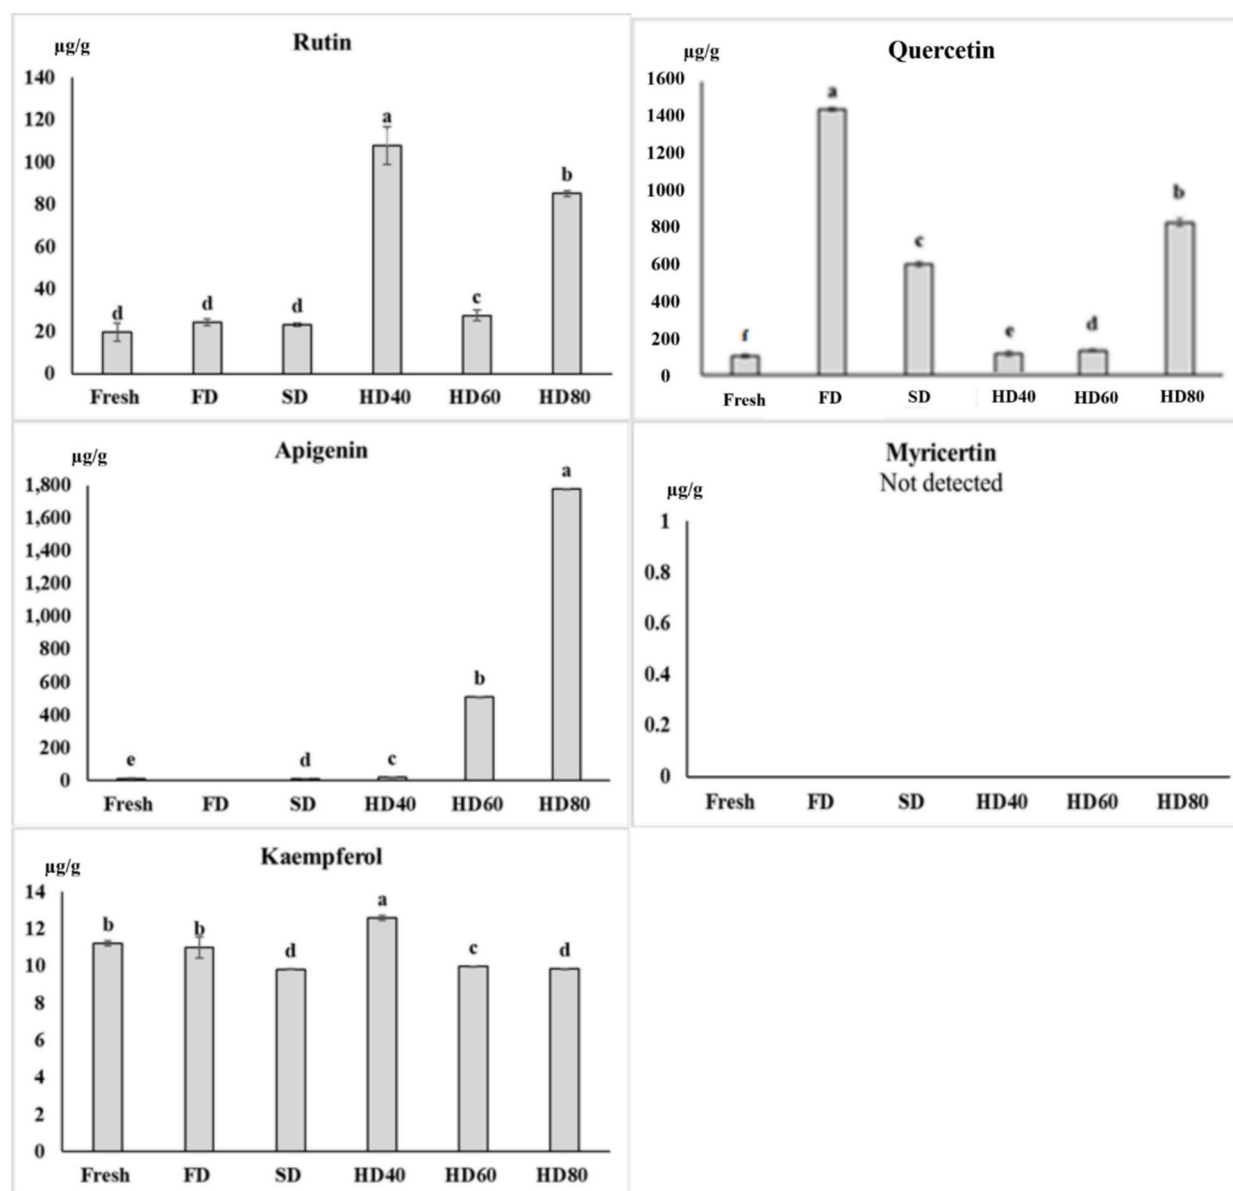 Rutin
µg/g
140
120
100
80
60
40
20
0
d
d
d
a
c
b
Fresh FD SD HD40 HD60 HD80
Quercetin
µg/g
1600
1400
1200
1000
800
600
400
200
0
f
a
c
e
d
b
Fresh FD SD HD40 HD60 HD80
Apigenin
µg/g
1,800
1,600
1,400
1,200
1,000
800
600
400
200
0
e
d
c
b
a
Fresh FD SD HD40 HD60 HD80
Myricertin
Not detected
µg/g
1
0.8
0.6
0.4
0.2
0
Fresh FD SD HD40 HD60 HD80
Kaempferol
µg/g
14
12
10
8
6
4
2
0
b
b
d
a
c
d
Fresh FD SD HD40 HD60 HD80